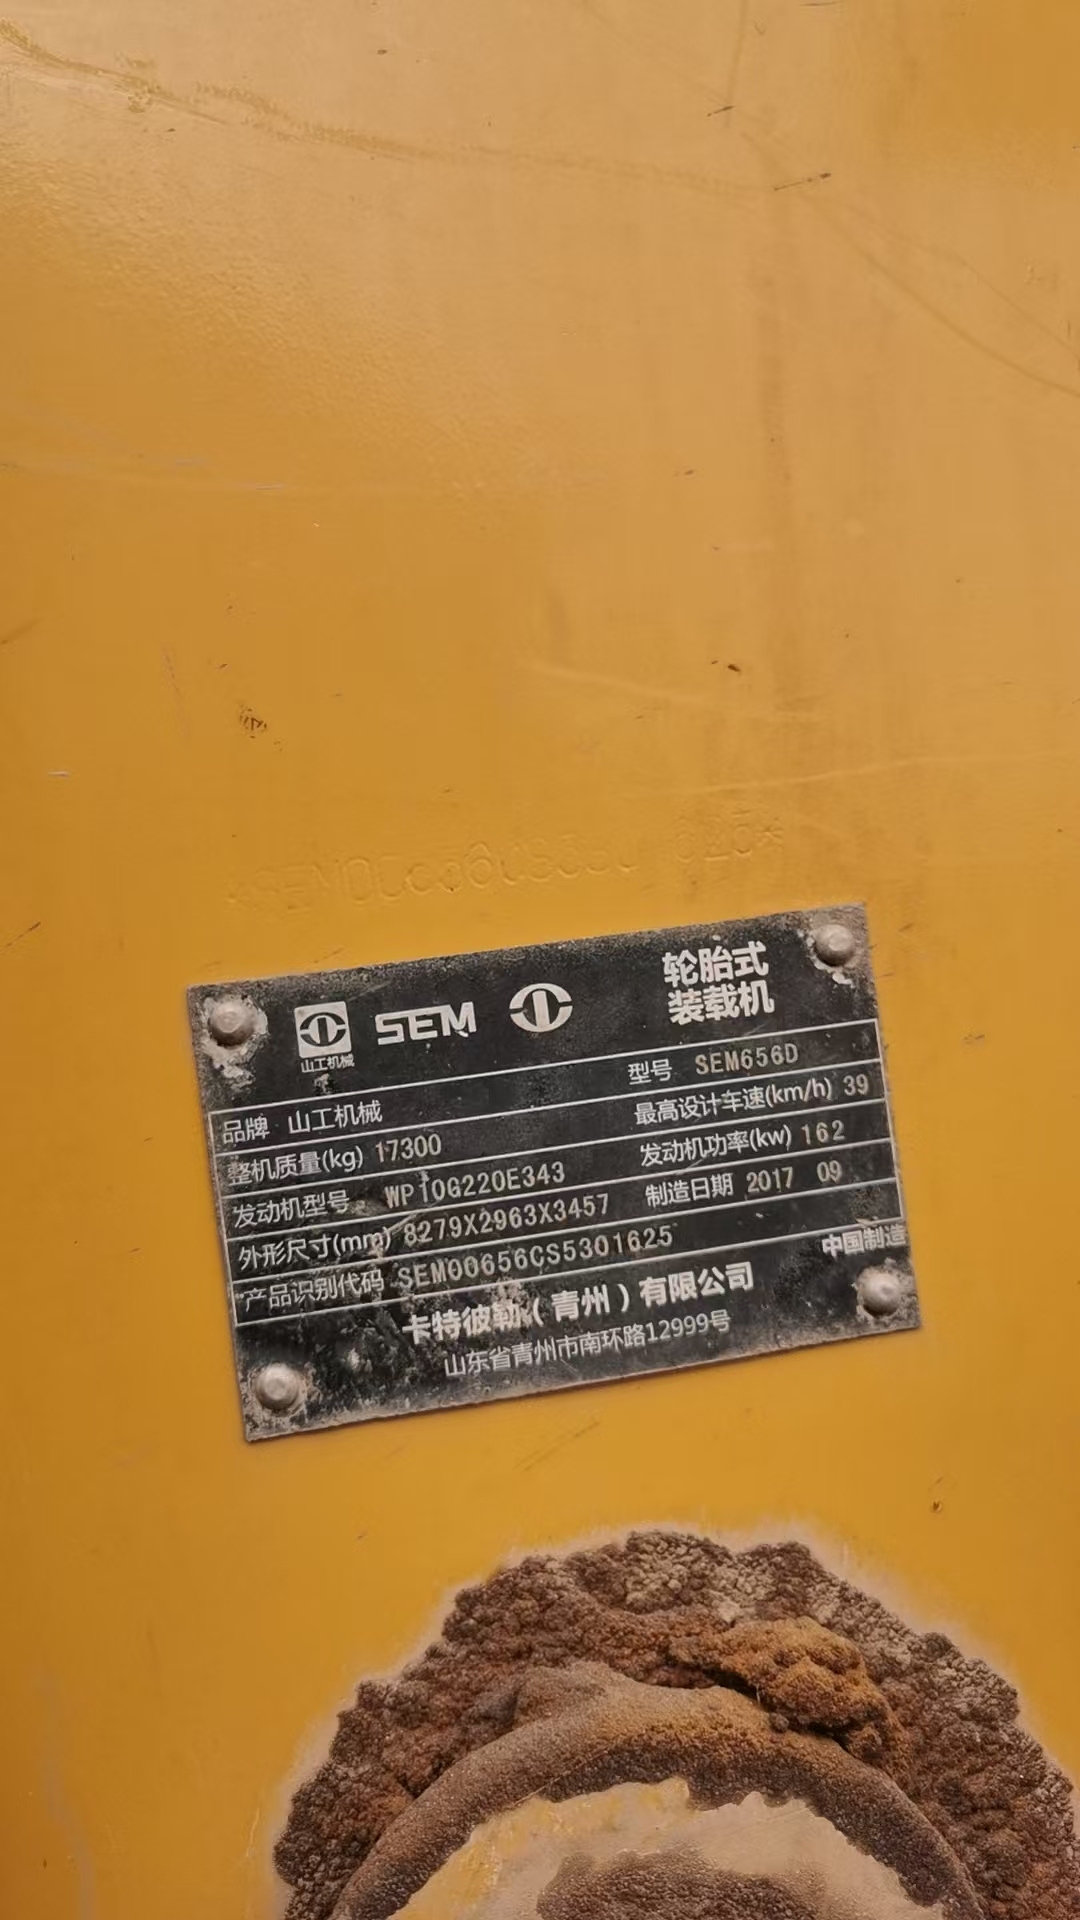 山工机械
SEM
轮胎式
装载机
品牌 山工机械 型号 SEM656D
整机质量(kg) 17300 最高设计车速(km/h) 39
发动机型号 WP10G220E343 发动机功率(kw) 162
外形尺寸(mm) 8279X2963X3457 制造日期 2017 09
产品识别代码 SEM00656CS5301625
中国制造
卡特彼勒（青州）有限公司
山东省青州市南环路12999号